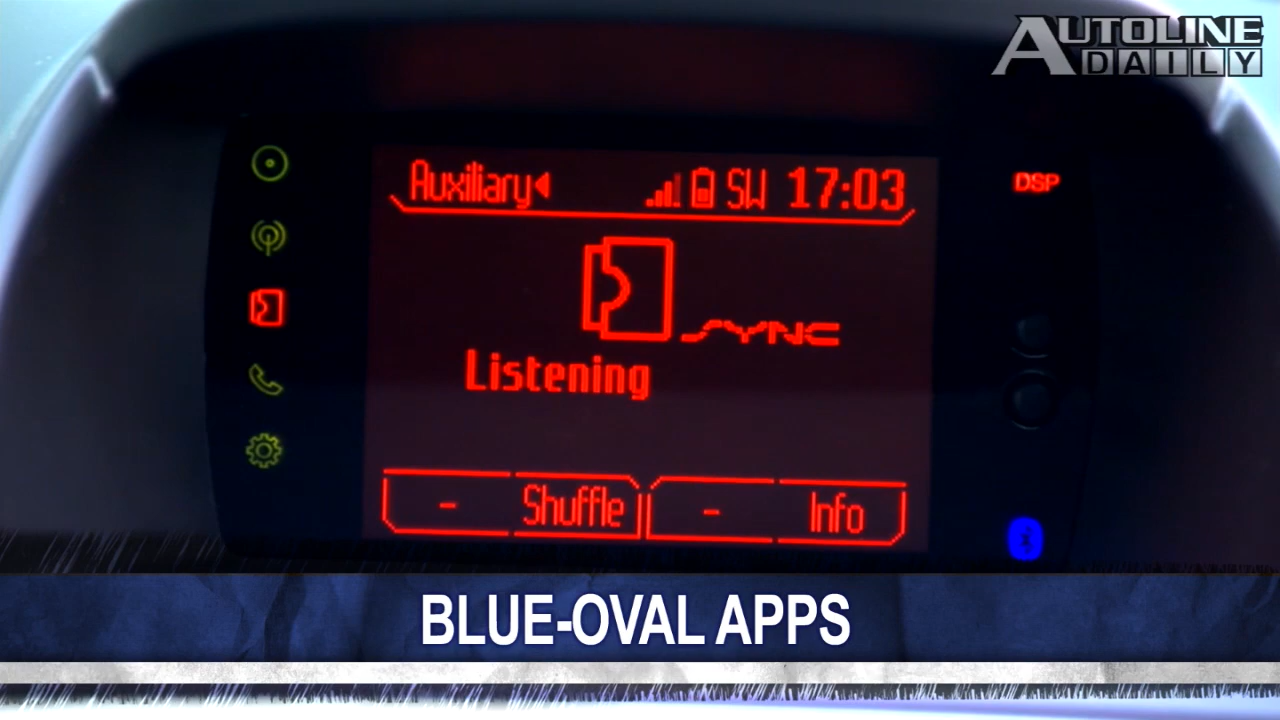 AUTOLINE
DAILY
Auxiliary SW 17:03
DSP
SYNC
Listening
- Shuffle - Info
BLUE-OVAL APPS